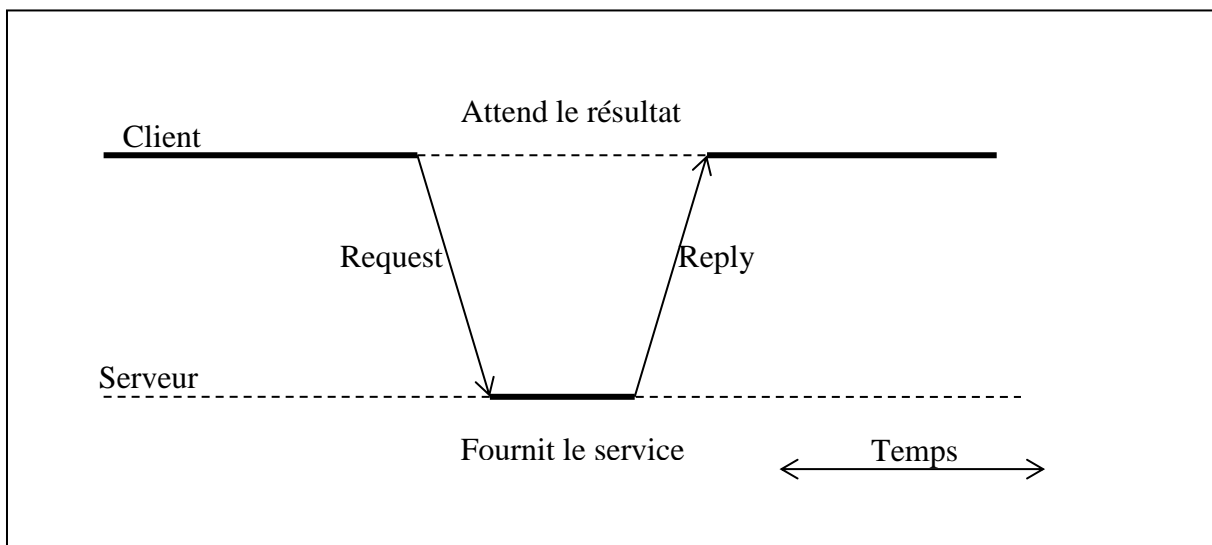 Attend le résultat
Client
Request
Reply
Serveur
Fournit le service
Temps